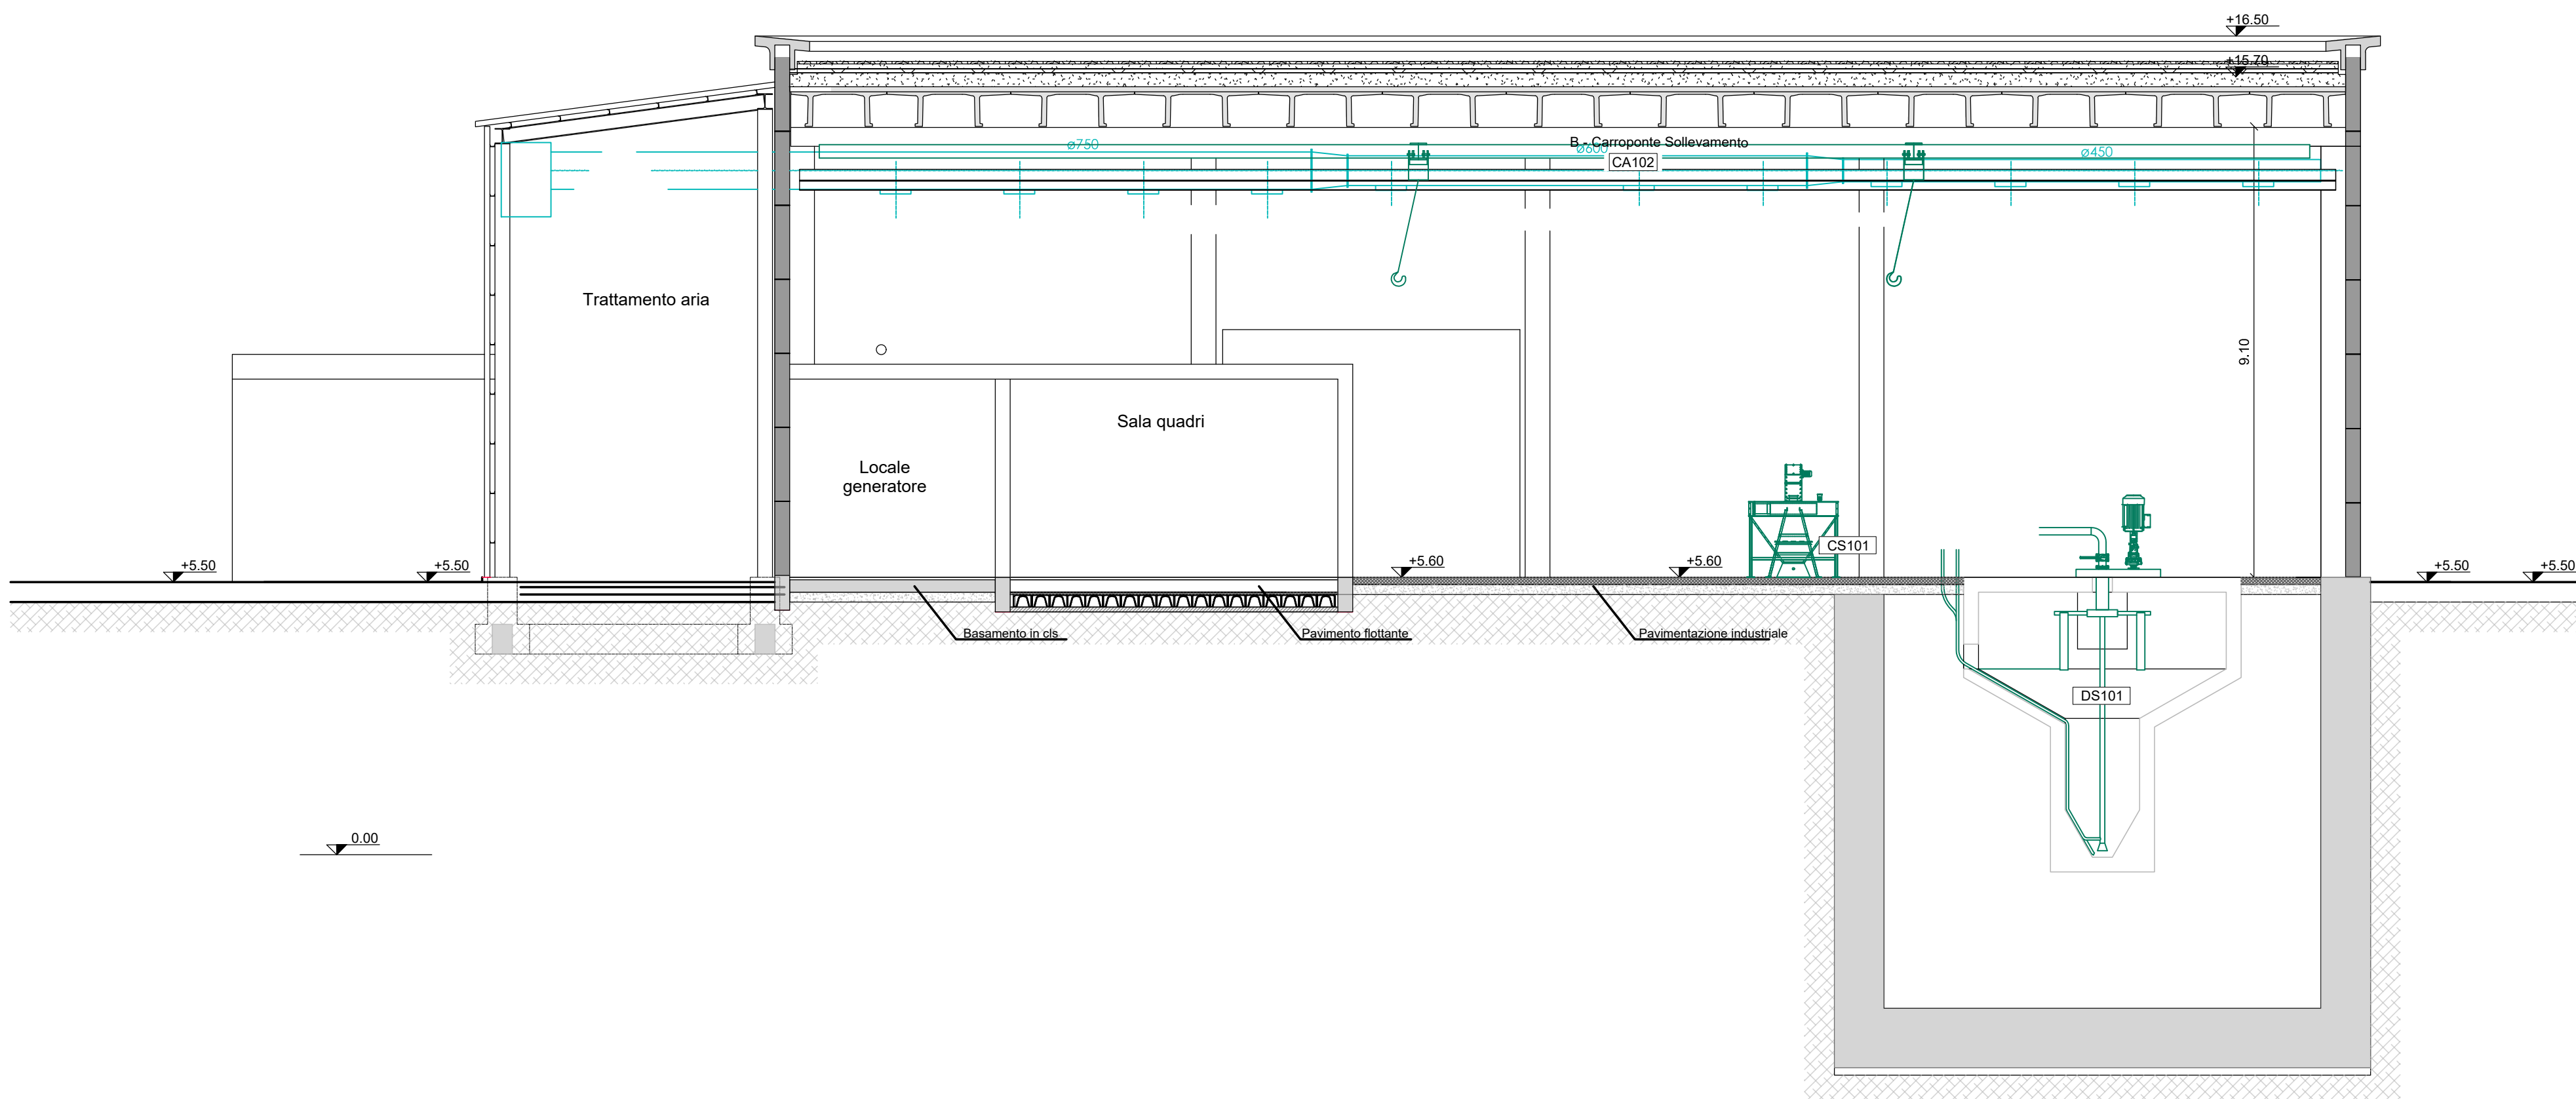 +16.50
+15.70
B - Carroponte Sollevamento
ø750
ø600
ø450
CA102
Trattamento aria
9.10
Sala quadri
Locale
generatore
CS101
+5.50
+5.50
+5.60
+5.60
+5.50
+5.50
Basamento in cls
Pavimento flottante
Pavimentazione industriale
DS101
0.00